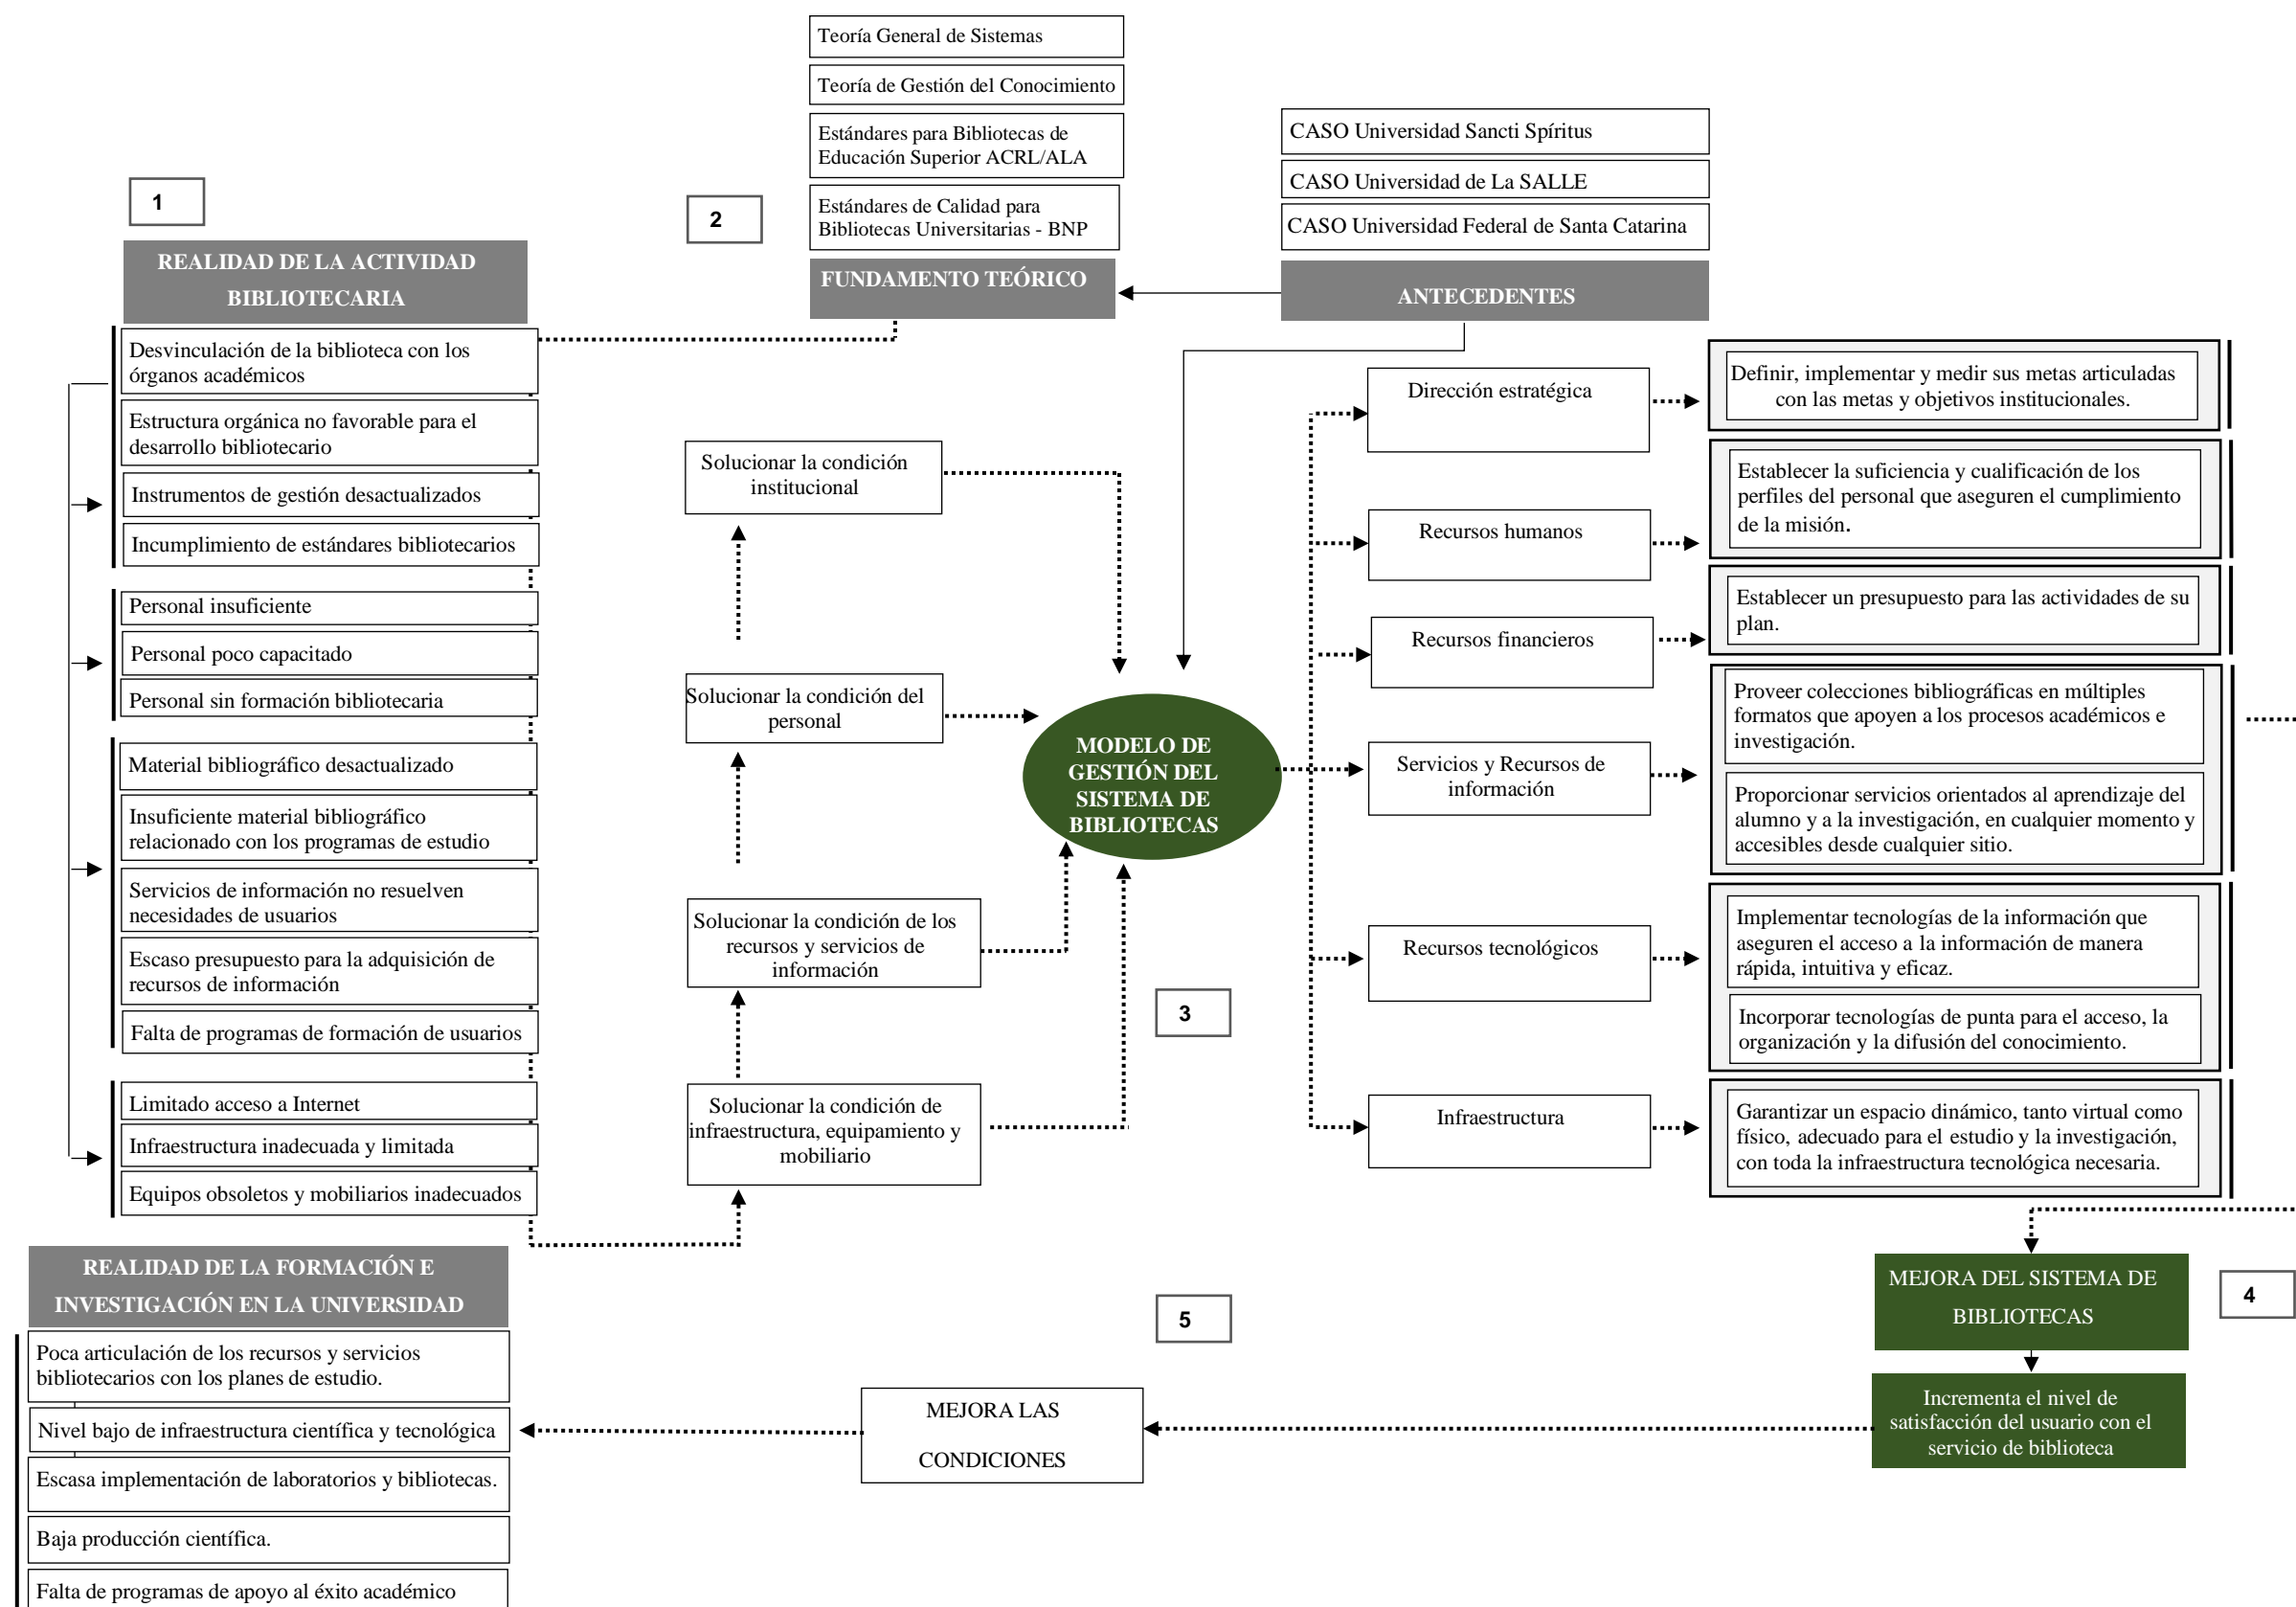 Teoría General de Sistemas
Teoría de Gestión del Conocimiento
Estándares para Bibliotecas de
Educación Superior ACRL/ALA
Estándares de Calidad para
Bibliotecas Universitarias - BNP
FUNDAMENTO TEÓRICO
CASO Universidad Sancti Spíritus
CASO Universidad de La SALLE
CASO Universidad Federal de Santa Catarina
ANTECEDENTES
1
2
REALIDAD DE LA ACTIVIDAD
BIBLIOTECARIA
Desvinculación de la biblioteca con los
órganos académicos
Estructura orgánica no favorable para el
desarrollo bibliotecario
Instrumentos de gestión desactualizados
Incumplimiento de estándares bibliotecarios
Personal insuficiente
Personal poco capacitado
Personal sin formación bibliotecaria
Material bibliográfico desactualizado
Insuficiente material bibliográfico
relacionado con los programas de estudio
Servicios de información no resuelven
necesidades de usuarios
Escaso presupuesto para la adquisición de
recursos de información
Falta de programas de formación de usuarios
Limitado acceso a Internet
Infraestructura inadecuada y limitada
Equipos obsoletos y mobiliarios inadecuados
Solucionar la condición
institucional
Solucionar la condición del
personal
Solucionar la condición de los
recursos y servicios de
información
Solucionar la condición de
infraestructura, equipamiento y
mobiliario
MODELO DE
GESTIÓN DEL
SISTEMA DE
BIBLIOTECAS
3
Dirección estratégica
Recursos humanos
Recursos financieros
Servicios y Recursos de
información
Recursos tecnológicos
Infraestructura
Definir, implementar y medir sus metas articuladas
con las metas y objetivos institucionales.
Establecer la suficiencia y cualificación de los
perfiles del personal que aseguren el cumplimiento
de la misión.
Establecer un presupuesto para las actividades de su
plan.
Proveer colecciones bibliográficas en múltiples
formatos que apoyen a los procesos académicos e
investigación.
Proporcionar servicios orientados al aprendizaje del
alumno y a la investigación, en cualquier momento y
accesibles desde cualquier sitio.
Implementar tecnologías de la información que
aseguren el acceso a la información de manera
rápida, intuitiva y eficaz.
Incorporar tecnologías de punta para el acceso, la
organización y la difusión del conocimiento.
Garantizar un espacio dinámico, tanto virtual como
físico, adecuado para el estudio y la investigación,
con toda la infraestructura tecnológica necesaria.
MEJORA DEL SISTEMA DE
BIBLIOTECAS
4
Incrementa el nivel de
satisfacción del usuario con el
servicio de biblioteca
5
MEJORA LAS
CONDICIONES
REALIDAD DE LA FORMACIÓN E
INVESTIGACIÓN EN LA UNIVERSIDAD
Poca articulación de los recursos y servicios
bibliotecarios con los planes de estudio.
Nivel bajo de infraestructura científica y tecnológica
Escasa implementación de laboratorios y bibliotecas.
Baja producción científica.
Falta de programas de apoyo al éxito académico